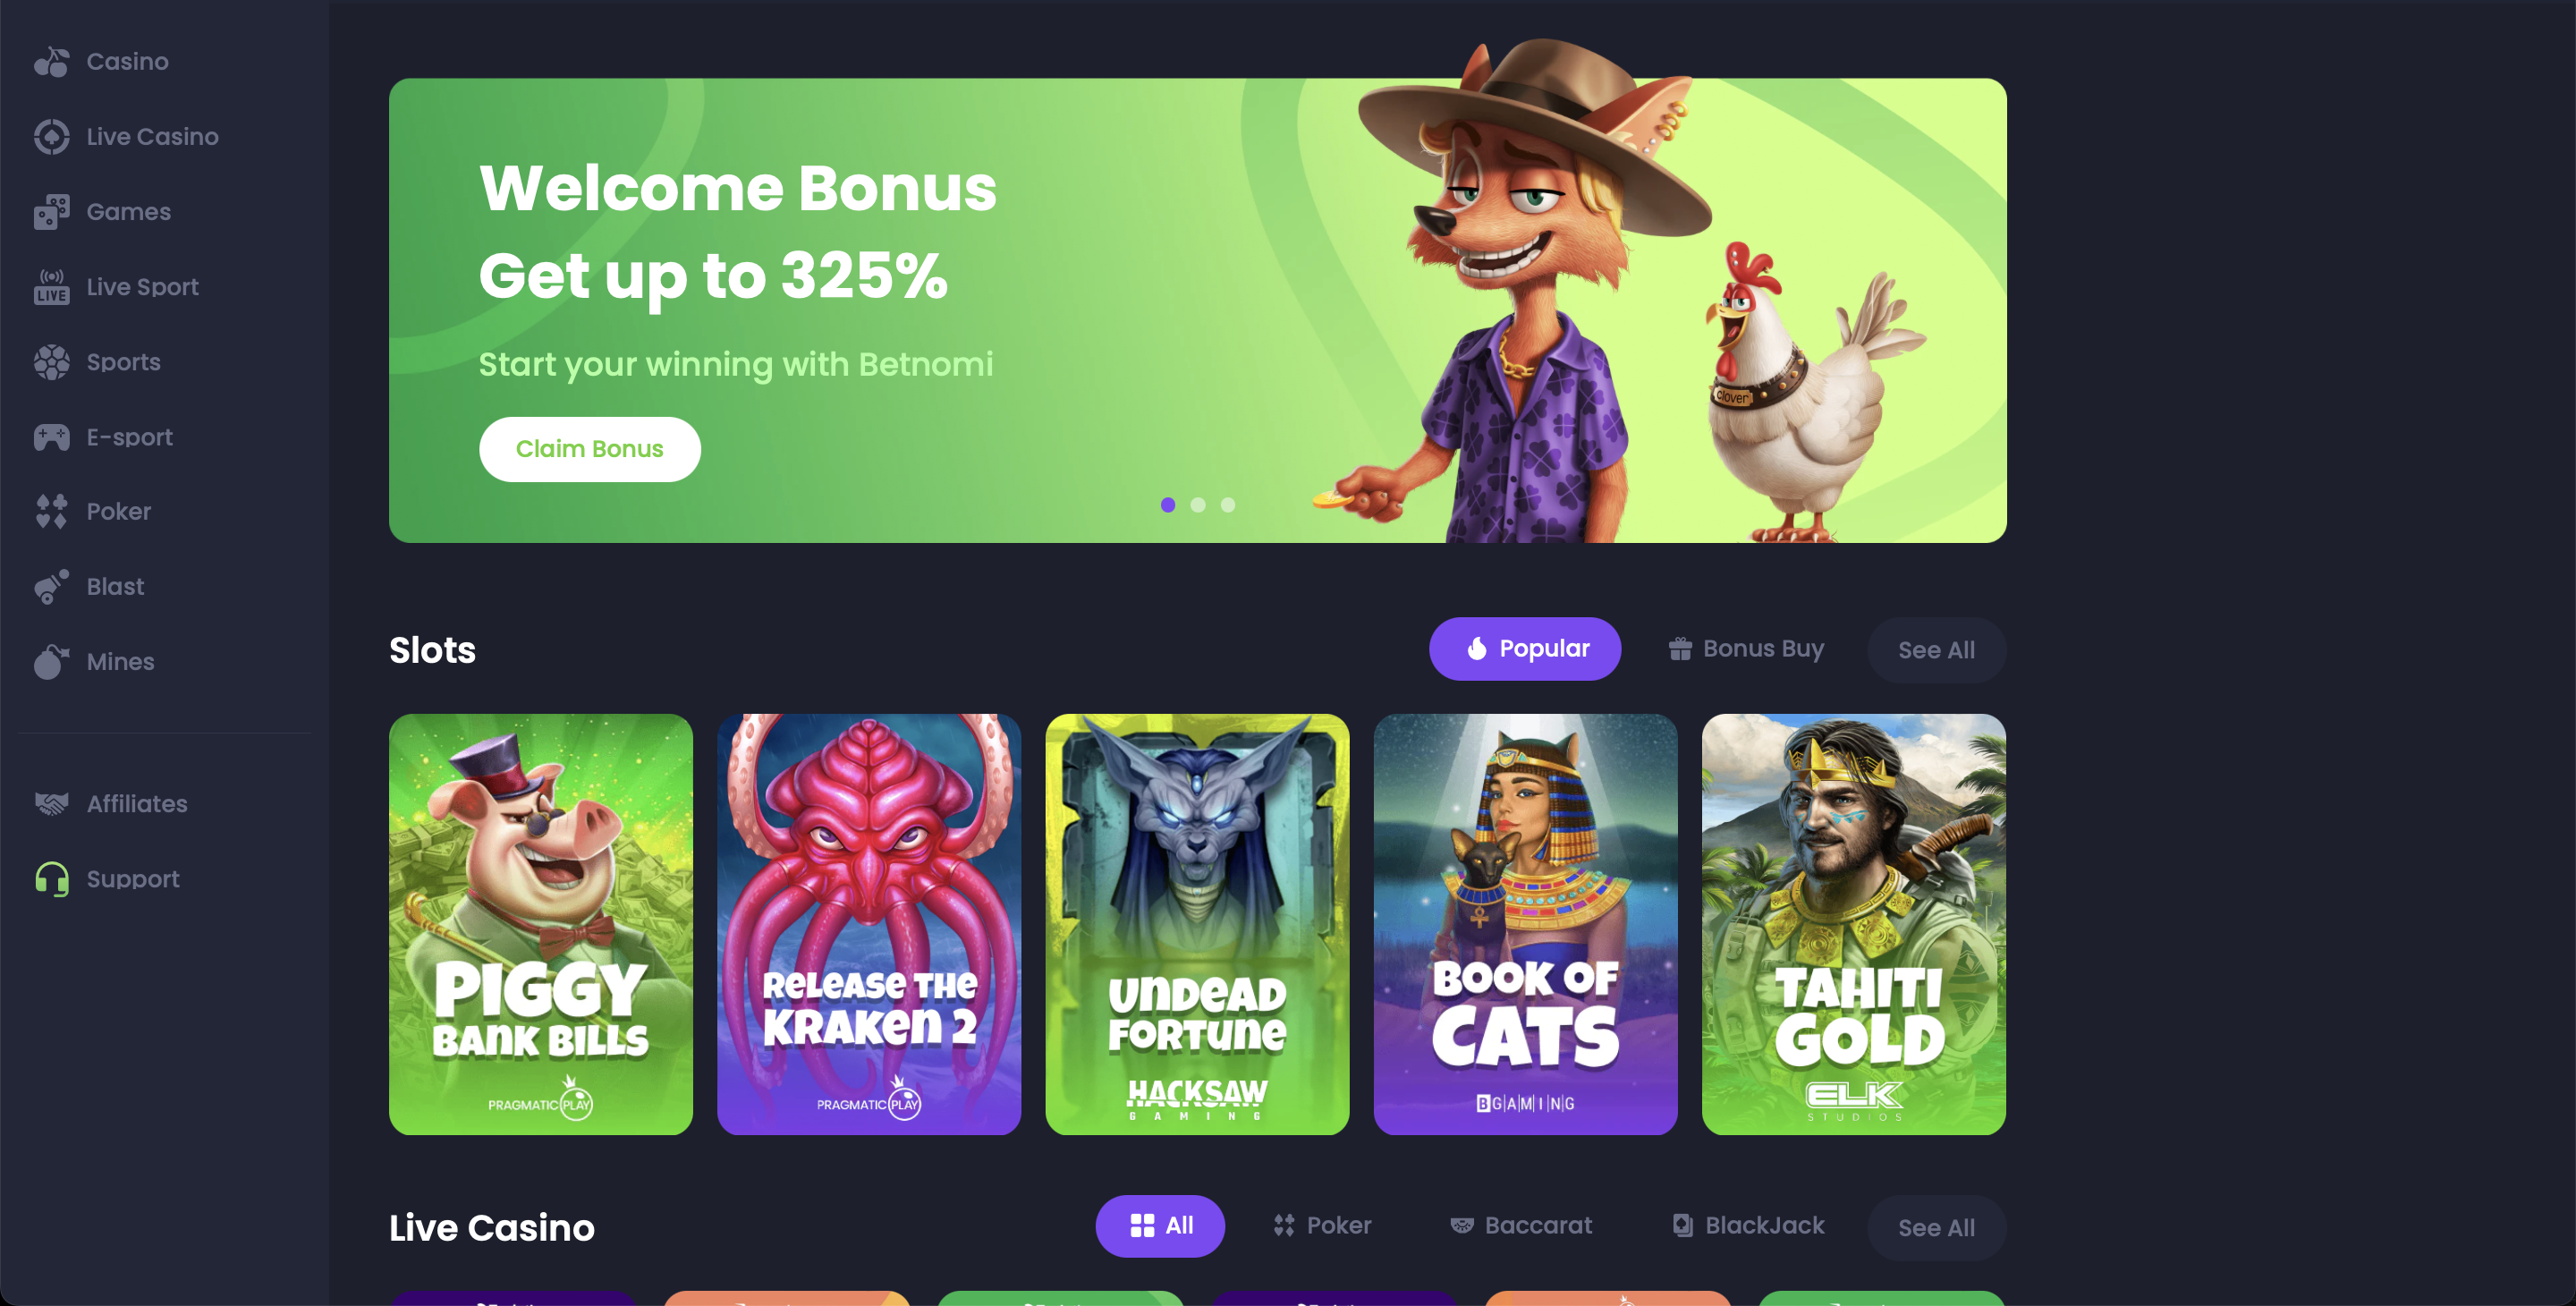 Casino
Live Casino
Games
LIVE
Live Sport
Sports
E-sport
Poker
Blast
Mines
Affiliates
Support
Welcome Bonus
Get up to 325%
Start your winning with Betnomi
Claim Bonus
clover
Slots
Popular
Bonus Buy
See All
PIGGY
BANK BILLS
PRAGMATIC PLAY
RELEASE THE
KRAKEN 2
PRAGMATIC PLAY
UNDEAD
FORTUNE
HACKSAW
GAMING
BOOK OF
CATS
BGAMING
TAHITI
GOLD
ELK
STUDIOS
Live Casino
All
Poker
Baccarat
BlackJack
See All